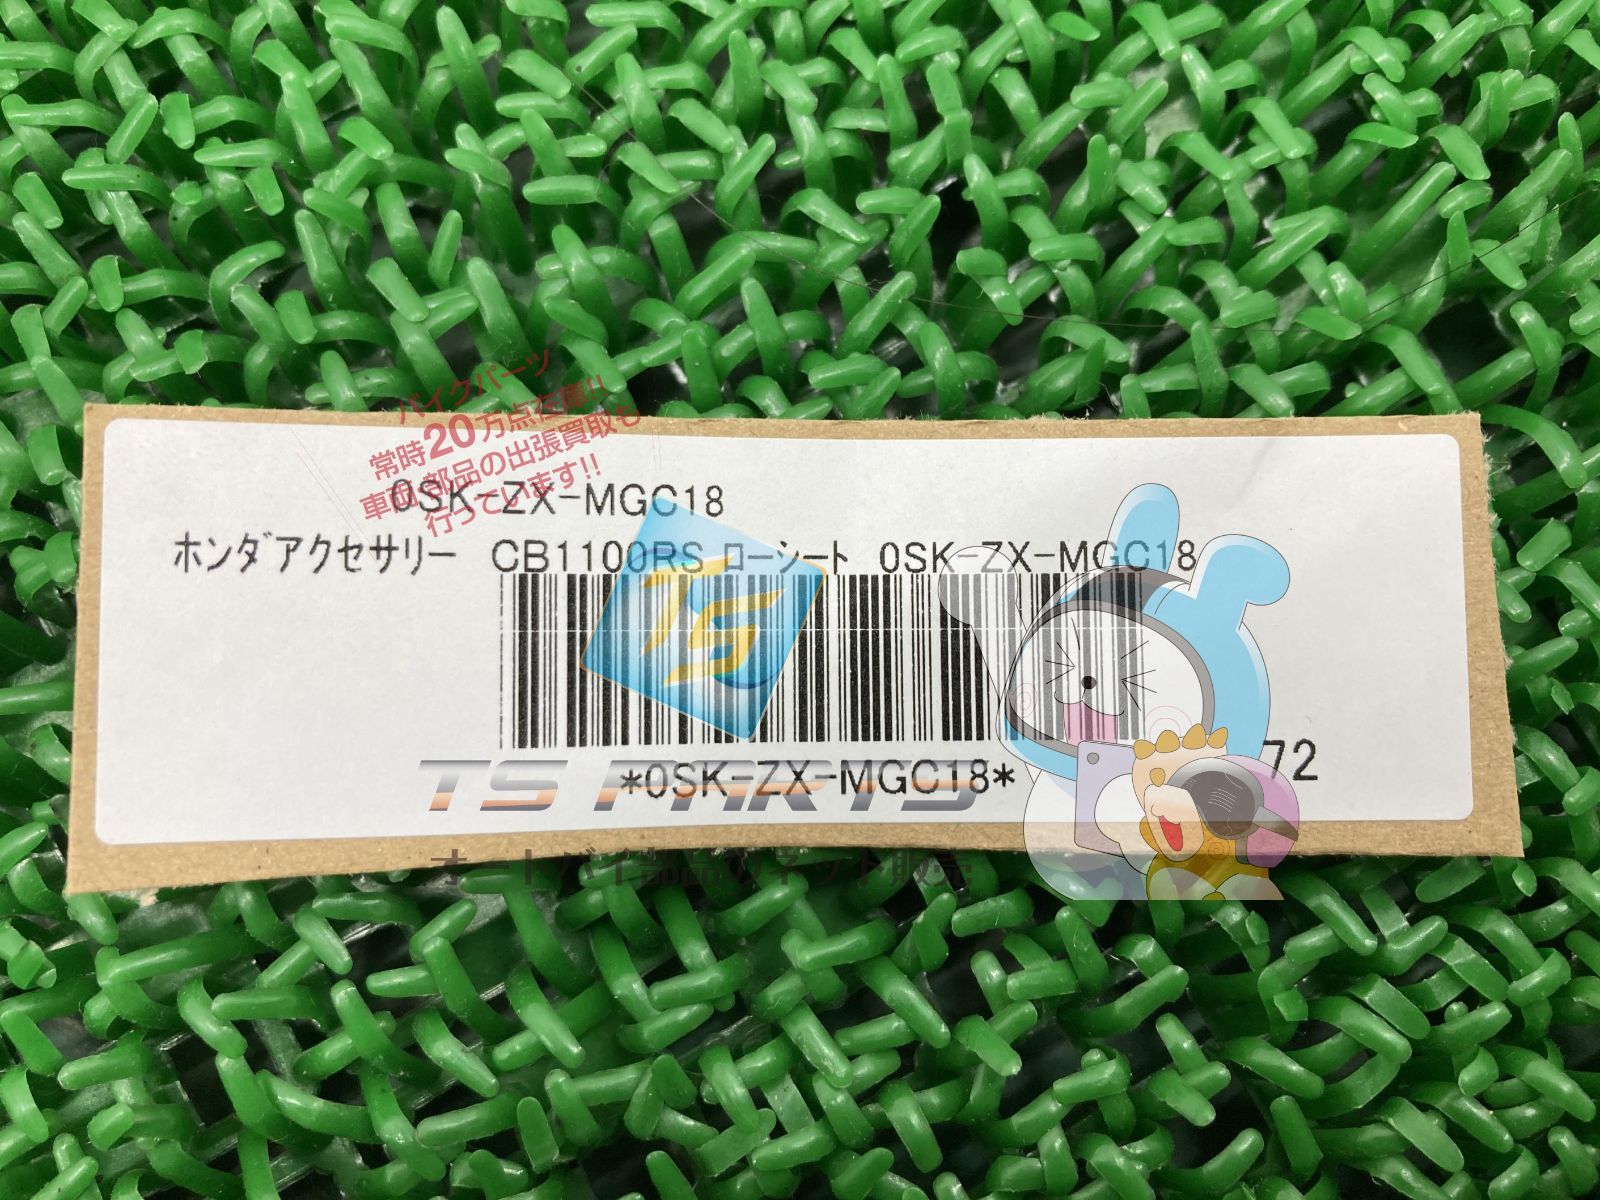 バイクパーツ
常時20万点在庫!!
車両・部品の出張買取も
行っています!!
0SK-ZX-MGC18
ﾎﾝﾀﾞｱｸｾｻﾘｰ CB1100RS ﾛｰｼｰﾄ 0SK-ZX-MGC18
TS
*0SK-ZX-MGC18*
72
TS PARTS
オートバイ部品のネット販売